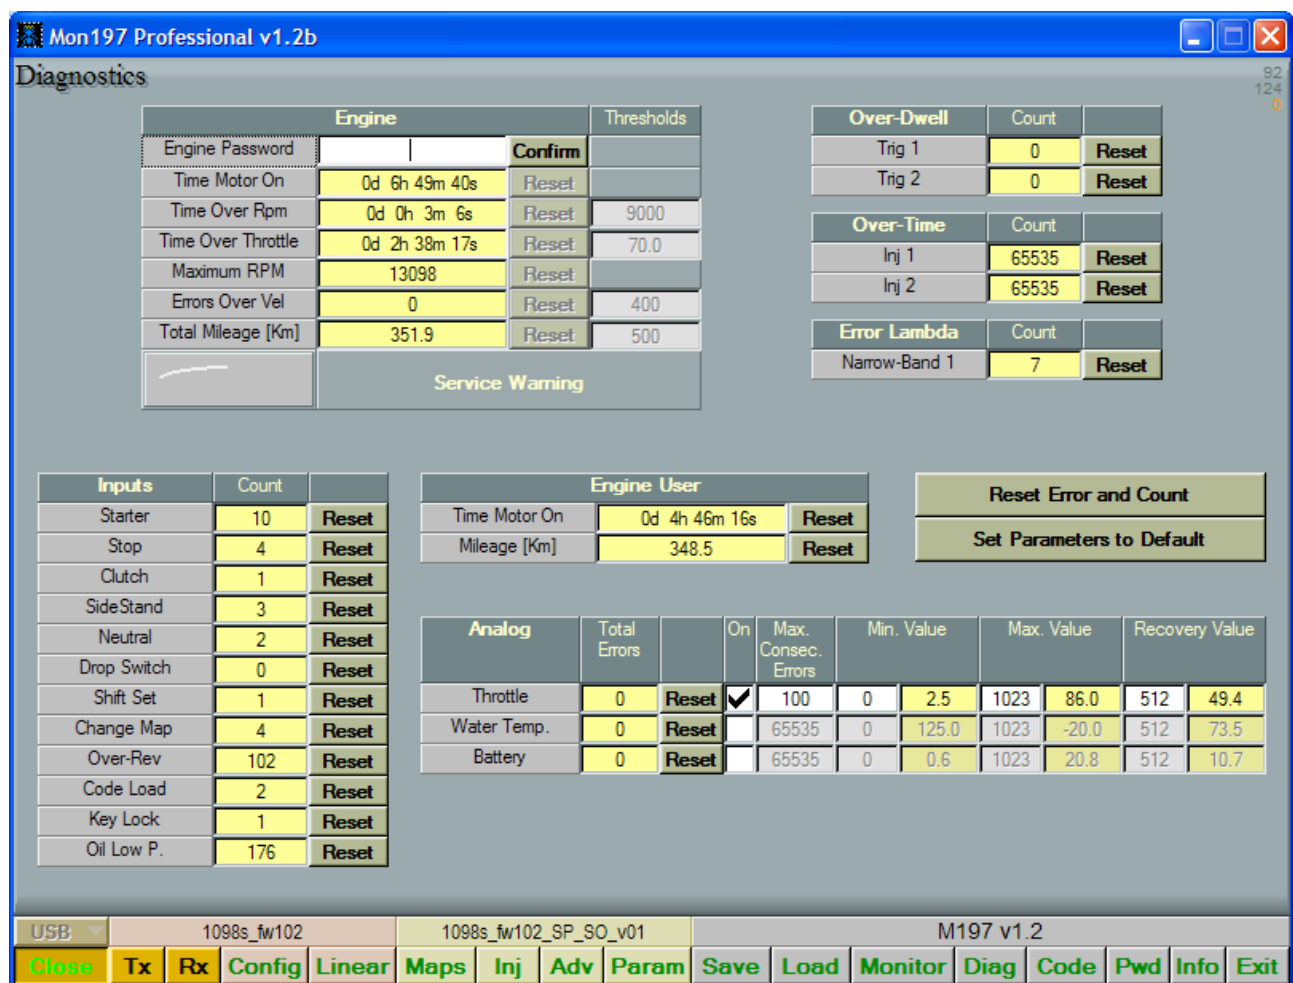 Mon197 Professional v1.2b
Diagnostics
92
124
0
Engine Thresholds
Engine Password Confirm
Time Motor On 0d 6h 49m 40s Reset
Time Over Rpm 0d 0h 3m 6s Reset 9000
Time Over Throttle 0d 2h 38m 17s Reset 70.0
Maximum RPM 13098 Reset
Errors Over Vel 0 Reset 400
Total Mileage [Km] 351.9 Reset 500
Service Warning
Over-Dwell Count
Trig 1 0 Reset
Trig 2 0 Reset
Over-Time Count
Inj 1 65535 Reset
Inj 2 65535 Reset
Error Lambda Count
Narrow-Band 1 7 Reset
Inputs Count
Starter 10 Reset
Stop 4 Reset
Clutch 1 Reset
SideStand 3 Reset
Neutral 2 Reset
Drop Switch 0 Reset
Shift Set 1 Reset
Change Map 4 Reset
Over-Rev 102 Reset
Code Load 2 Reset
Key Lock 1 Reset
Oil Low P. 176 Reset
Engine User
Time Motor On 0d 4h 46m 16s Reset
Mileage [Km] 348.5 Reset
Reset Error and Count
Set Parameters to Default
Analog Total Errors On Max. Consec. Errors Min. Value Max. Value Recovery Value
Throttle 0 Reset 100 0 2.5 1023 86.0 512 49.4
Water Temp. 0 Reset 65535 0 125.0 1023 -20.0 512 73.5
Battery 0 Reset 65535 0 0.6 1023 20.8 512 10.7
USB 1098s_fw102 1098s_fw102_SP_SO_v01 M197 v1.2
Close Tx Rx Config Linear Maps Inj Adv Param Save Load Monitor Diag Code Pwd Info Exit